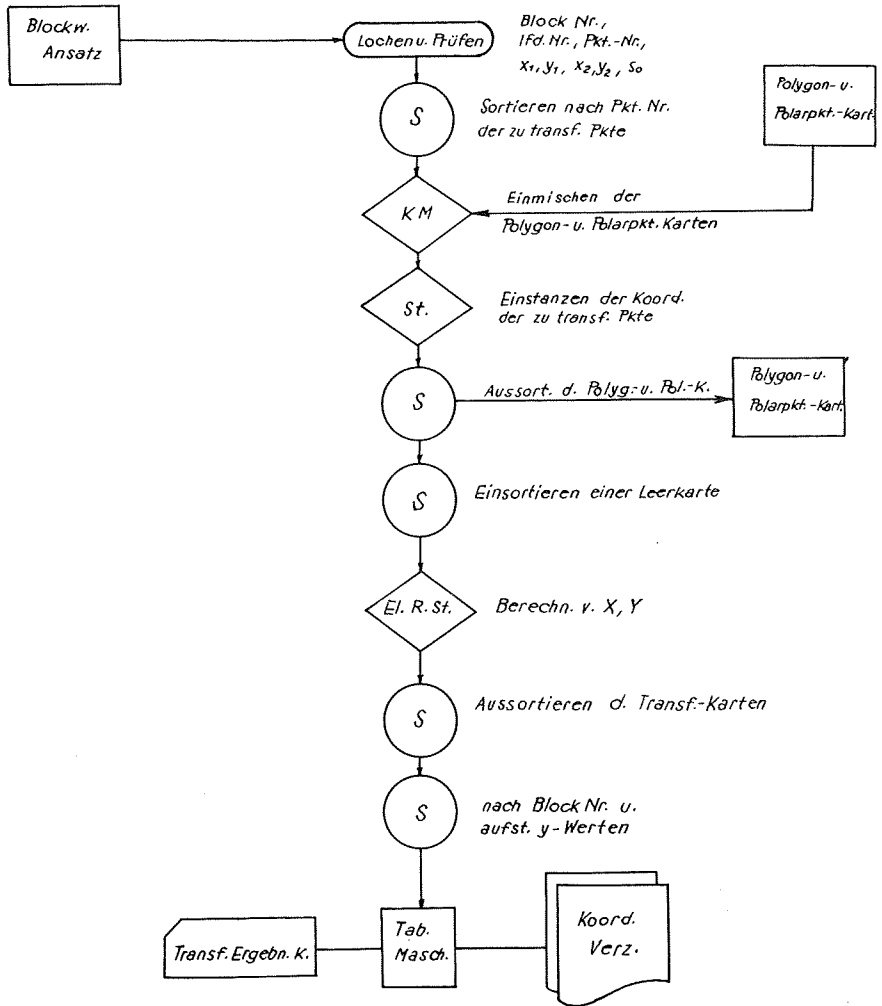 Blockw.
Ansatz
Lochen u. Prüfen
Block Nr.,
lfd. Nr., Pkt.-Nr,
x₁, y₁, x₂, y₂, s₀
S
Sortieren nach Pkt. Nr.
der zu transf. Pkte
Polygon- u.
Polarpkt.-Kart.
KM
Einmischen der
Polygon- u. Polarpkt. Karten
St.
Einstanzen der Koord.
der zu transf. Pkte
S
Aussort. d. Polyg.- u. Pol.-K.
Polygon- u.
Polarpkt.-Kart.
S
Einsortieren einer Leerkarte
El. R. St.
Berechn. v. X, Y
S
Aussortieren d. Transf.-Karten
S
nach Block Nr. u.
aufst. y-Werten
Transf. Ergebn. K.
Tab.
Masch.
Koord.
Verz.